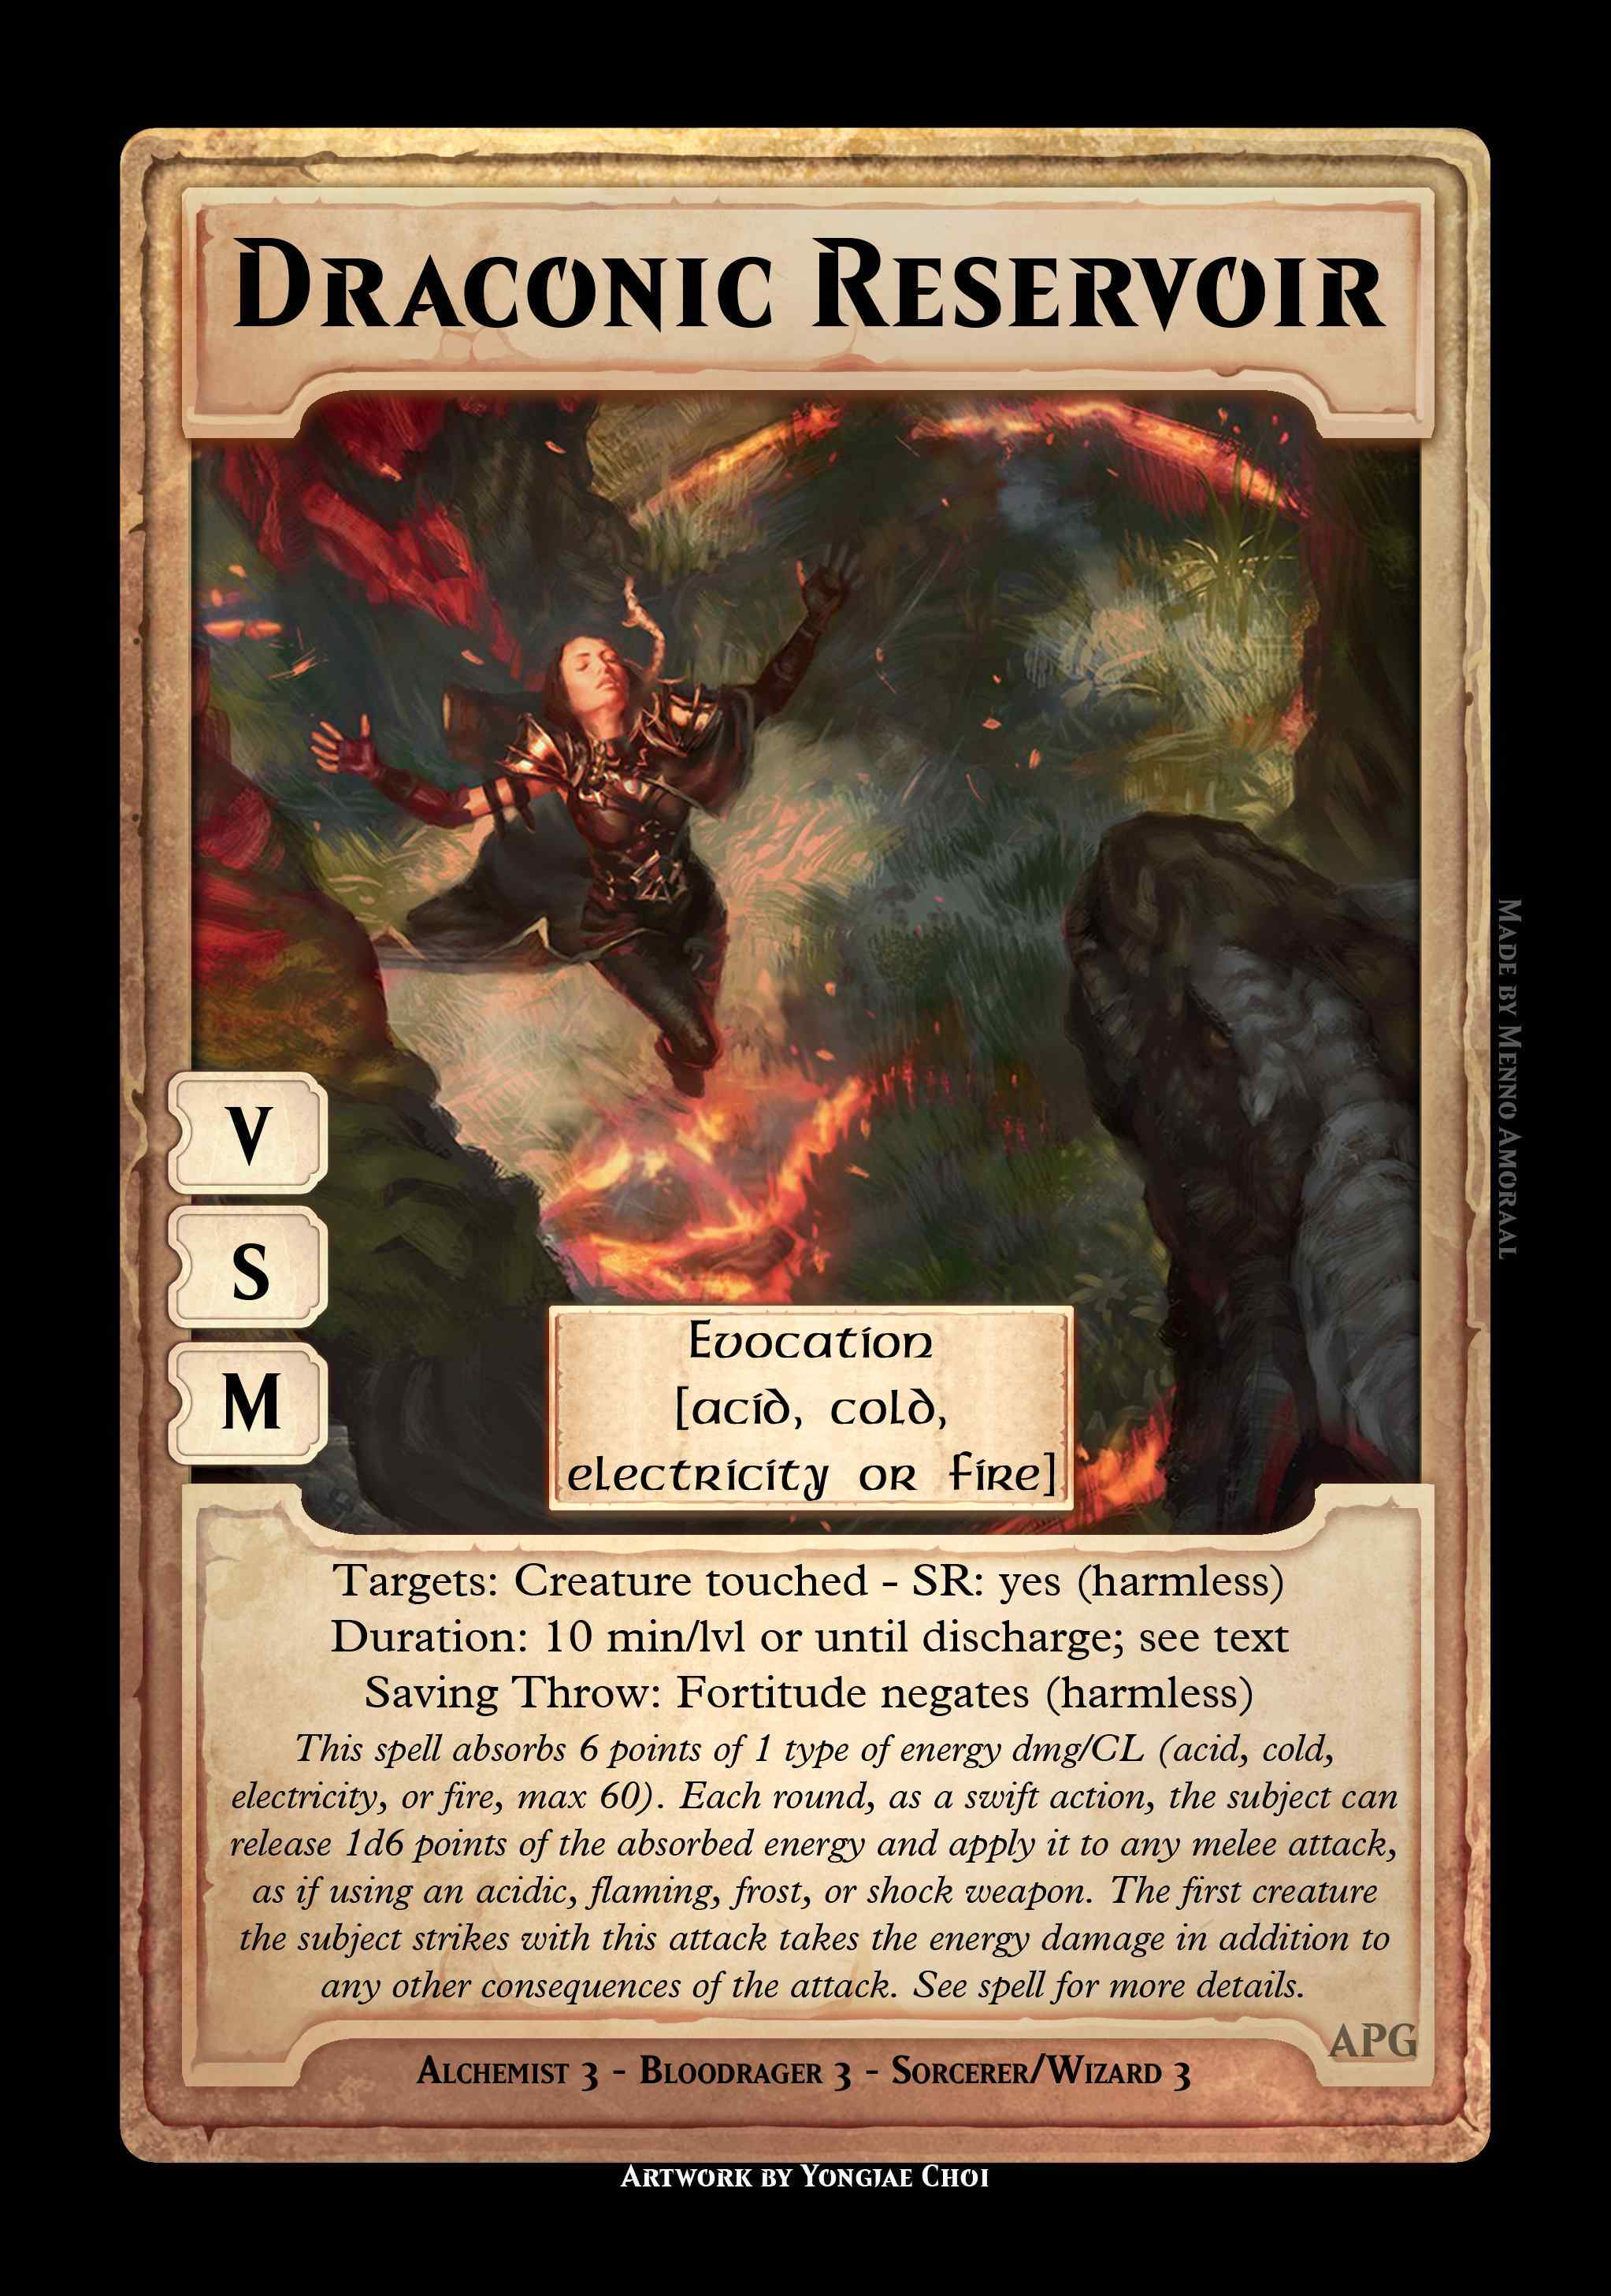 Draconic Reservoir
V
S
M
Evocation
[acid, cold,
electricity or fire]
Targets: Creature touched - SR: yes (harmless)
Duration: 10 min/lvl or until discharge; see text
Saving Throw: Fortitude negates (harmless)
This spell absorbs 6 points of 1 type of energy dmg/CL (acid, cold,
electricity, or fire, max 60). Each round, as a swift action, the subject can
release 1d6 points of the absorbed energy and apply it to any melee attack,
as if using an acidic, flaming, frost, or shock weapon. The first creature
the subject strikes with this attack takes the energy damage in addition to
any other consequences of the attack. See spell for more details.
APG
Alchemist 3 - Bloodrager 3 - Sorcerer/Wizard 3
Artwork by Yongjae Choi
Made by Menno Amoraal